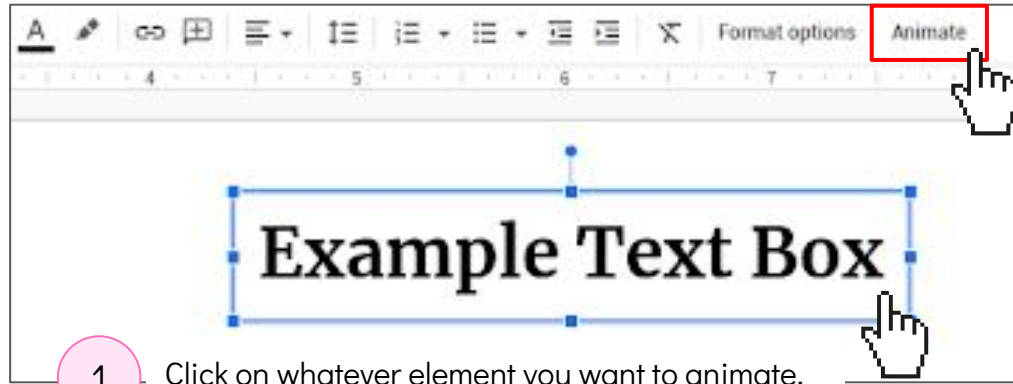 A Format options Animate
4 5 6 7
Example Text Box
1 Click on whatever element you want to animate.